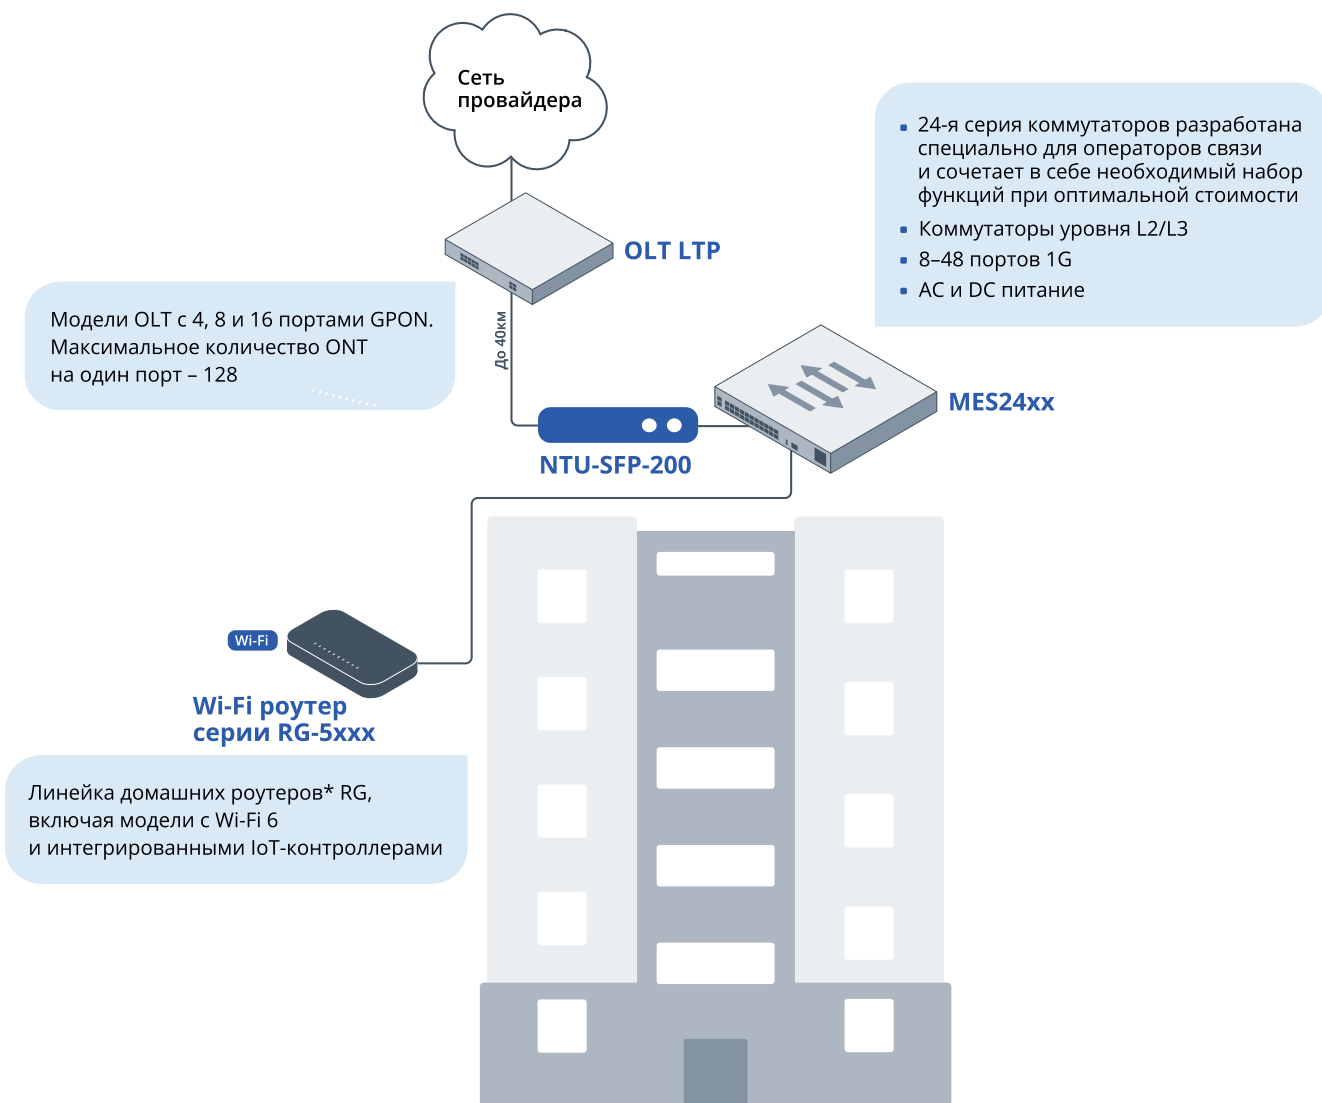 Сеть
провайдера
24-я серия коммутаторов разработана
специально для операторов связи
и сочетает в себе необходимый набор
функций при оптимальной стоимости
Коммутаторы уровня L2/L3
8–48 портов 1G
AC и DC питание
OLT LTP
Модели OLT с 4, 8 и 16 портами GPON.
Максимальное количество ONT
на один порт – 128
До 40км
MES24xx
NTU-SFP-200
Wi-Fi
Wi-Fi роутер
серии RG-5xxx
Линейка домашних роутеров* RG,
включая модели с Wi-Fi 6
и интегрированными IoT-контроллерами